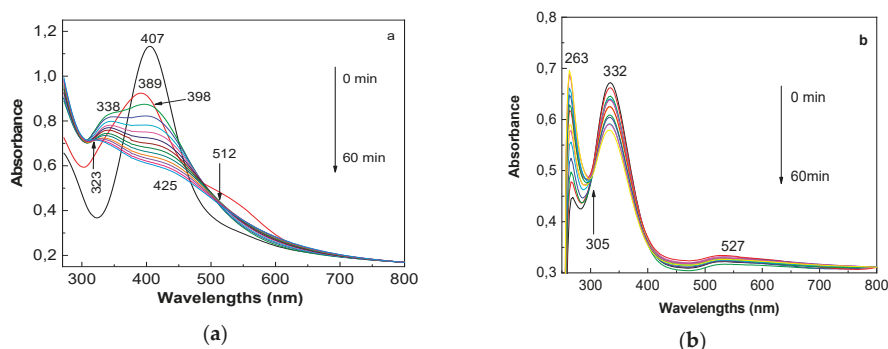 a
407
0 min
389
338
398
60 min
512
323
425
1,2
1,0
0,8
0,6
0,4
0,2
Absorbance
300 400 500 600 700 800
Wavelengths (nm)
(a)
b
263
332
0 min
60min
305
527
0,8
0,7
0,6
0,5
0,4
0,3
Absorbance
300 400 500 600 700 800
Wavelengths (nm)
(b)